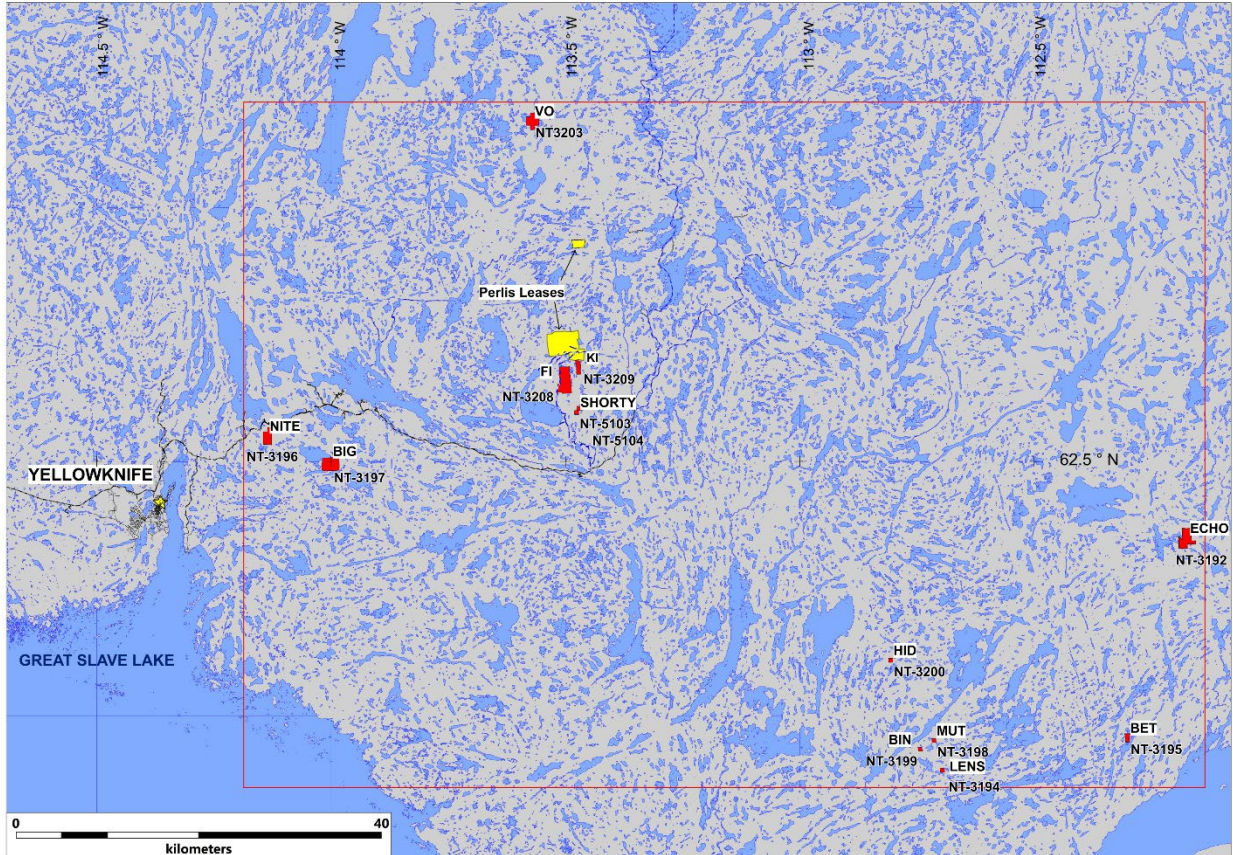 114.5 ° W
114 ° W
113.5 ° W
113 ° W
112.5 ° W
VO
NT3203
Perlis Leases
KI
FI
NT-3209
NT-3208
SHORTY
NT-5103
NT-5104
NITE
NT-3196
BIG
NT-3197
YELLOWKNIFE
62.5 ° N
ECHO
NT-3192
GREAT SLAVE LAKE
HID
NT-3200
MUT
BIN
NT-3198
NT-3199
LENS
NT-3194
BET
NT-3195
0 40
kilometers